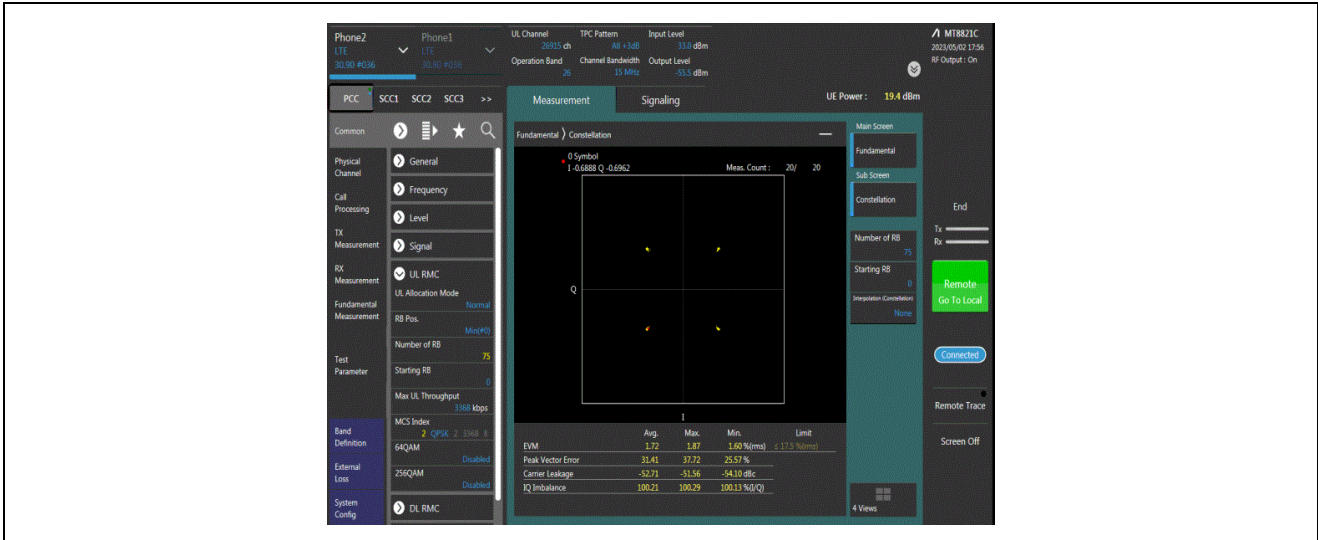 Phone2
LTE
30.90 #036
Phone1
LTE
30.90 #036
UL Channel
26915 ch
TPC Pattern
All +3dB
Input Level
33.0 dBm
Operation Band
26
Channel Bandwidth
15 MHz
Output Level
-53.5 dBm
MT8821C
2023/05/02 17:56
RF Output : On
PCC SCC1 SCC2 SCC3 >>
Measurement Signaling
UE Power : 19.4 dBm
Common
Physical
Channel
Call
Processing
TX
Measurement
RX
Measurement
Fundamental
Measurement
Test
Parameter
Band
Definition
External
Loss
System
Config
General
Frequency
Level
Signal
UL RMC
UL Allocation Mode
Normal
RB Pos.
Min(#0)
Number of RB
75
Starting RB
0
Max UL Throughput
3368 kbps
MCS Index
2 QPSK 2 3368 8
64QAM
Disabled
256QAM
Disabled
DL RMC
Fundamental 〉 Constellation
0 Symbol
I -0.6888 Q -0.6962
Meas. Count : 20/ 20
Q
I
Avg. Max. Min. Limit
EVM 1.72 1.87 1.60 %(rms) ≤ 17.5 %(rms)
Peak Vector Error 31.41 37.72 25.57 %
Carrier Leakage -52.71 -51.56 -54.10 dBc
IQ Imbalance 100.21 100.29 100.13 %(I/Q)
Main Screen
Fundamental
Sub Screen
Constellation
Number of RB
75
Starting RB
0
Interpolation (Constellation)
None
4 Views
End
Tx
Rx
Remote
Go To Local
Connected
Remote Trace
Screen Off